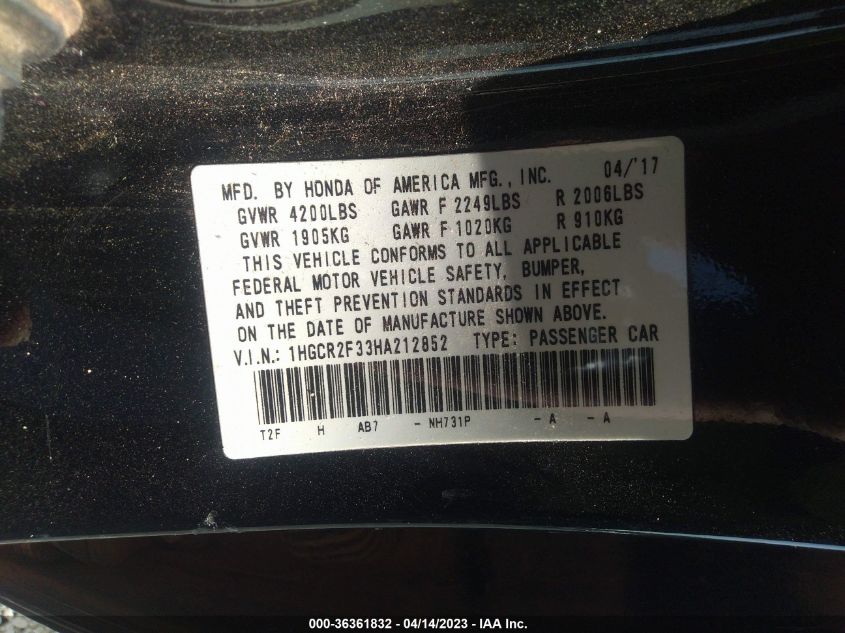 MFD. BY HONDA OF AMERICA MFG., INC. 04/'17
GVWR 4200LBS GAWR F 2249LBS R 2006LBS
GVWR 1905KG GAWR F 1020KG R 910KG
THIS VEHICLE CONFORMS TO ALL APPLICABLE
FEDERAL MOTOR VEHICLE SAFETY, BUMPER,
AND THEFT PREVENTION STANDARDS IN EFFECT
ON THE DATE OF MANUFACTURE SHOWN ABOVE.
V.I.N.: 1HGCR2F33HA212852 TYPE: PASSENGER CAR
T2F H AB7 - NH731P - A - A
000-36361832 - 04/14/2023 - IAA Inc.